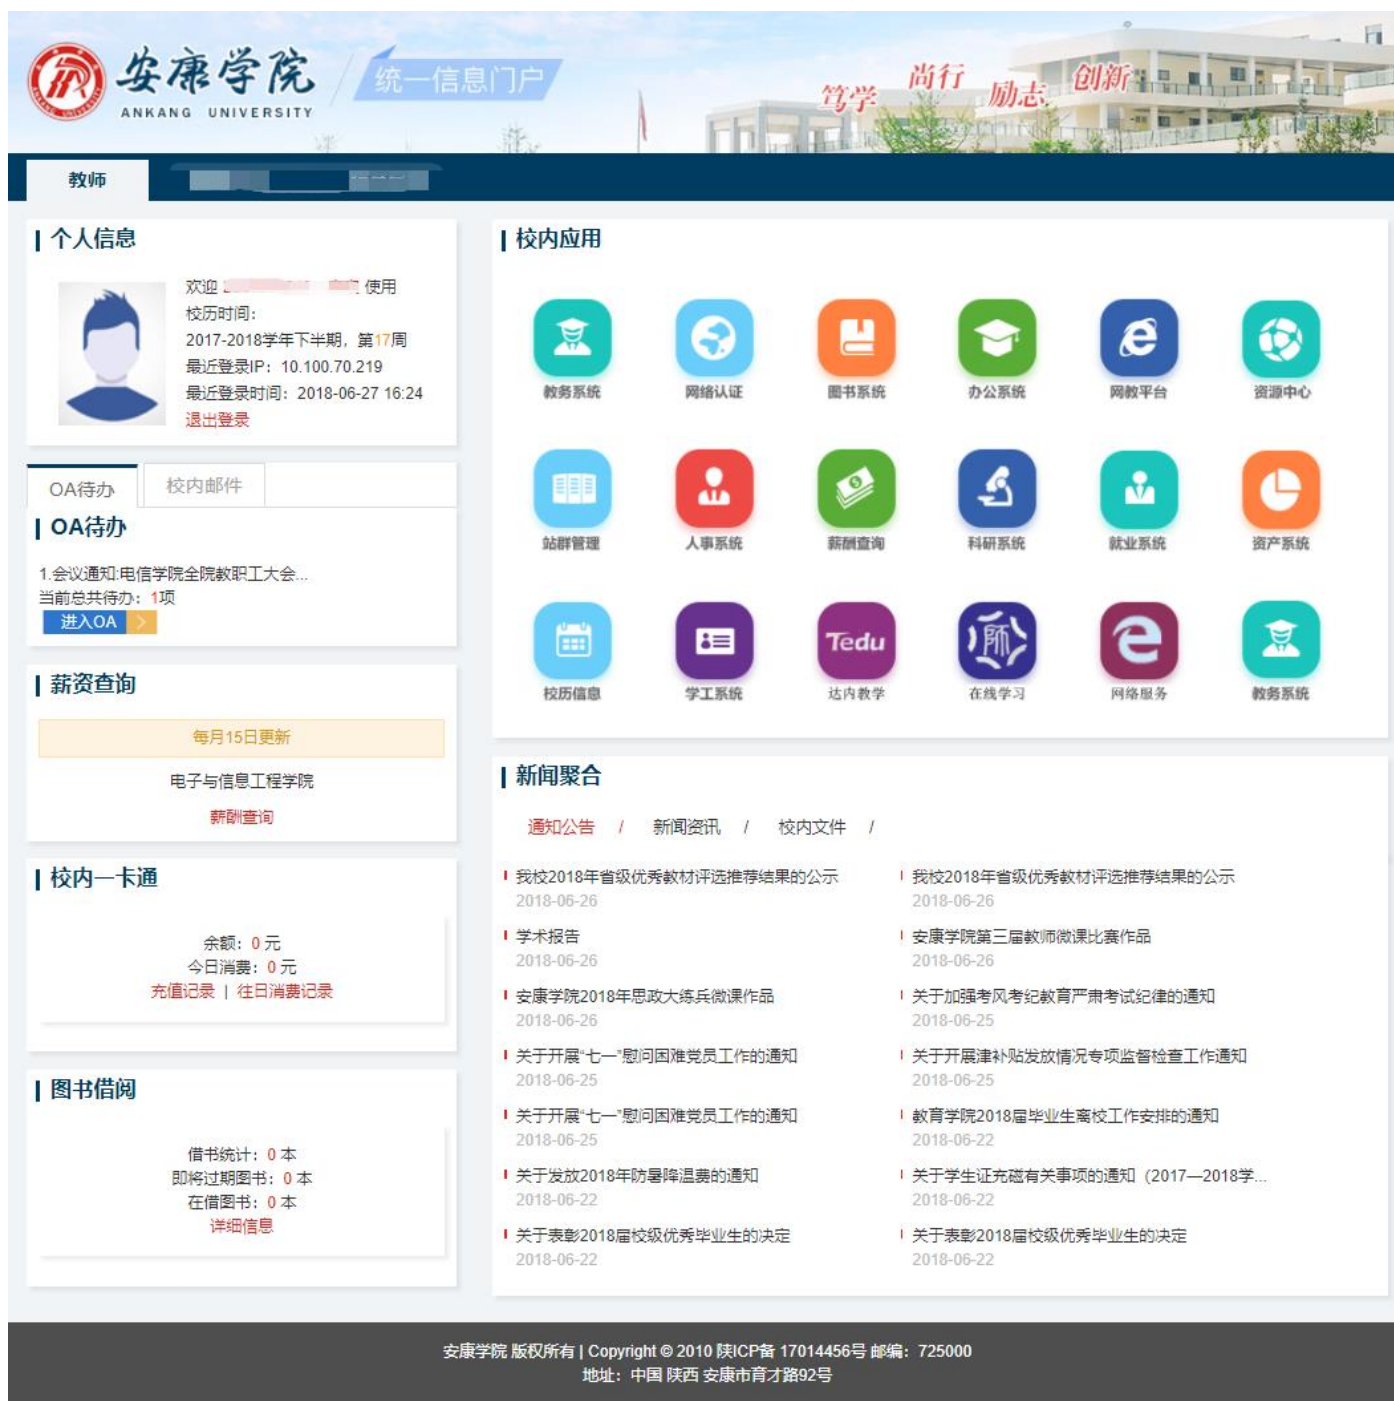 安康学院
ANKANG UNIVERSITY
统一信息门户
笃学 尚行 励志 创新
教师
个人信息
欢迎 使用
校历时间：
2017-2018学年下半期，第17周
最近登录IP：10.100.70.219
最近登录时间：2018-06-27 16:24
退出登录
OA待办 校内邮件
OA待办
1.会议通知:电信学院全院教职工大会...
当前总共待办：1项
进入OA >
薪资查询
每月15日更新
电子与信息工程学院
薪酬查询
校内一卡通
余额：0 元
今日消费：0 元
充值记录 | 往日消费记录
图书借阅
借书统计：0 本
即将过期图书：0 本
在借图书：0 本
详细信息
校内应用
教务系统 网络认证 图书系统 办公系统 网教平台 资源中心
站群管理 人事系统 薪酬查询 科研系统 就业系统 资产系统
Tedu 師
校历信息 学工系统 达内教学 在线学习 网络服务 教务系统
新闻聚合
通知公告 / 新闻资讯 / 校内文件 /
我校2018年省级优秀教材评选推荐结果的公示 我校2018年省级优秀教材评选推荐结果的公示
2018-06-26 2018-06-26
学术报告 安康学院第三届教师微课比赛作品
2018-06-26 2018-06-26
安康学院2018年思政大练兵微课作品 关于加强考风考纪教育严肃考试纪律的通知
2018-06-26 2018-06-25
关于开展“七一”慰问困难党员工作的通知 关于开展津补贴发放情况专项监督检查工作通知
2018-06-25 2018-06-25
关于开展“七一”慰问困难党员工作的通知 教育学院2018届毕业生离校工作安排的通知
2018-06-25 2018-06-22
关于发放2018年防暑降温费的通知 关于学生证充磁有关事项的通知（2017—2018学...
2018-06-22 2018-06-22
关于表彰2018届校级优秀毕业生的决定 关于表彰2018届校级优秀毕业生的决定
2018-06-22 2018-06-22
安康学院 版权所有 | Copyright © 2010 陕ICP备 17014456号 邮编：725000
地址：中国 陕西 安康市育才路92号